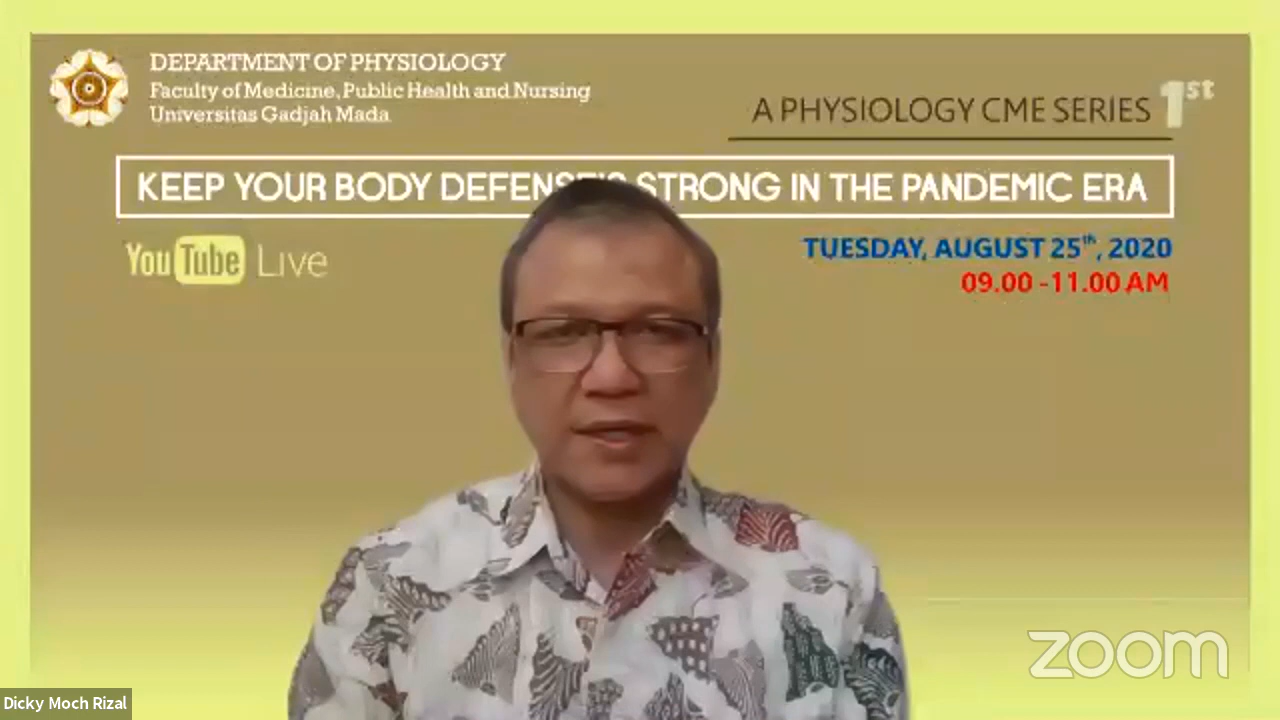 DEPARTMENT OF PHYSIOLOGY
Faculty of Medicine, Public Health and Nursing
Universitas Gadjah Mada
A PHYSIOLOGY CME SERIES 1st
KEEP YOUR BODY DEFENSE'S STRONG IN THE PANDEMIC ERA
YouTube Live
TUESDAY, AUGUST 25th, 2020
09.00 -11.00 AM
zoom
Dicky Moch Rizal